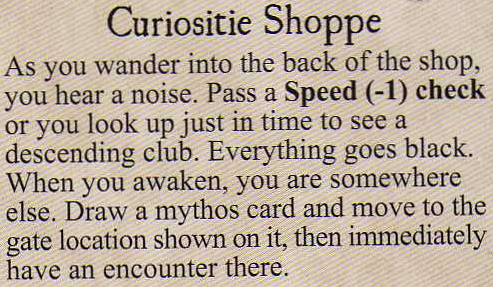 Curiositie Shoppe
As you wander into the back of the shop,
you hear a noise. Pass a Speed (-1) check
or you look up just in time to see a
descending club. Everything goes black.
When you awaken, you are somewhere
else. Draw a mythos card and move to the
gate location shown on it, then immediately
have an encounter there.